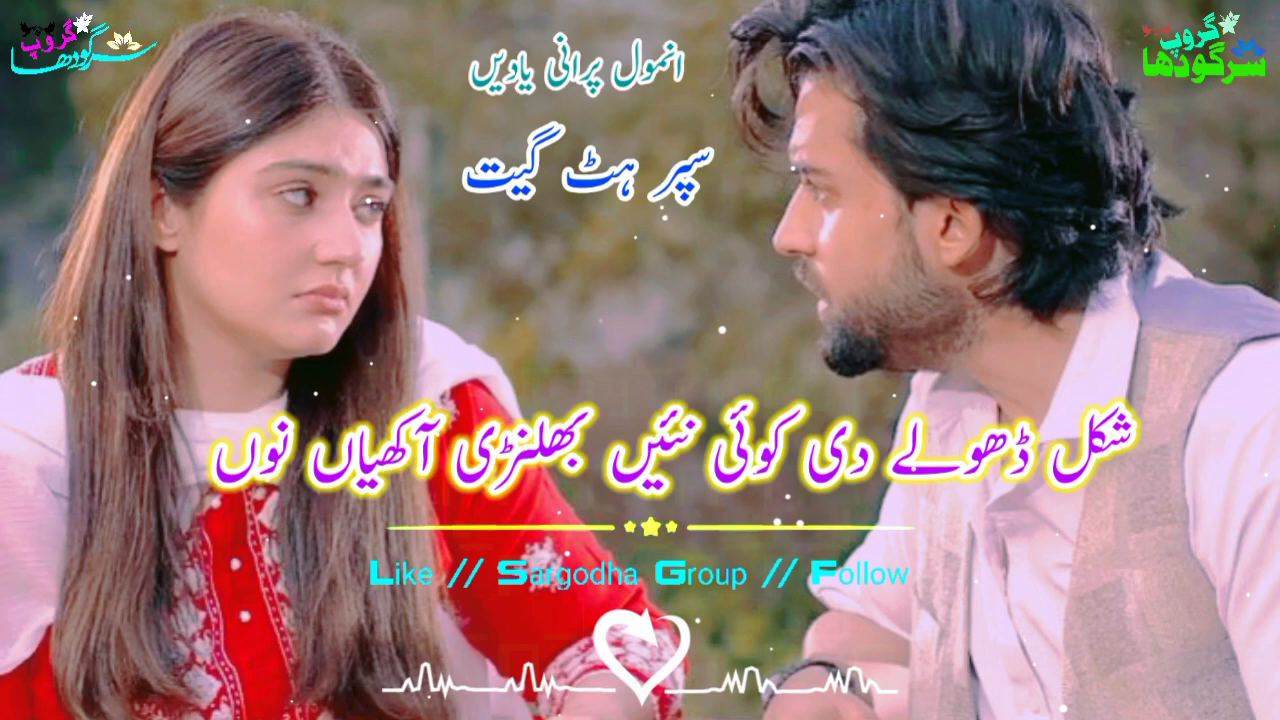 گروپ
سرگودھا
گروپ
سرگودھا
انمول پرانی یادیں
سپر ہٹ گیت
شکل ڈھولے دی کوئی نئیں بھلنڑی آکھیاں نوں
Like // Sargodha Group // Follow